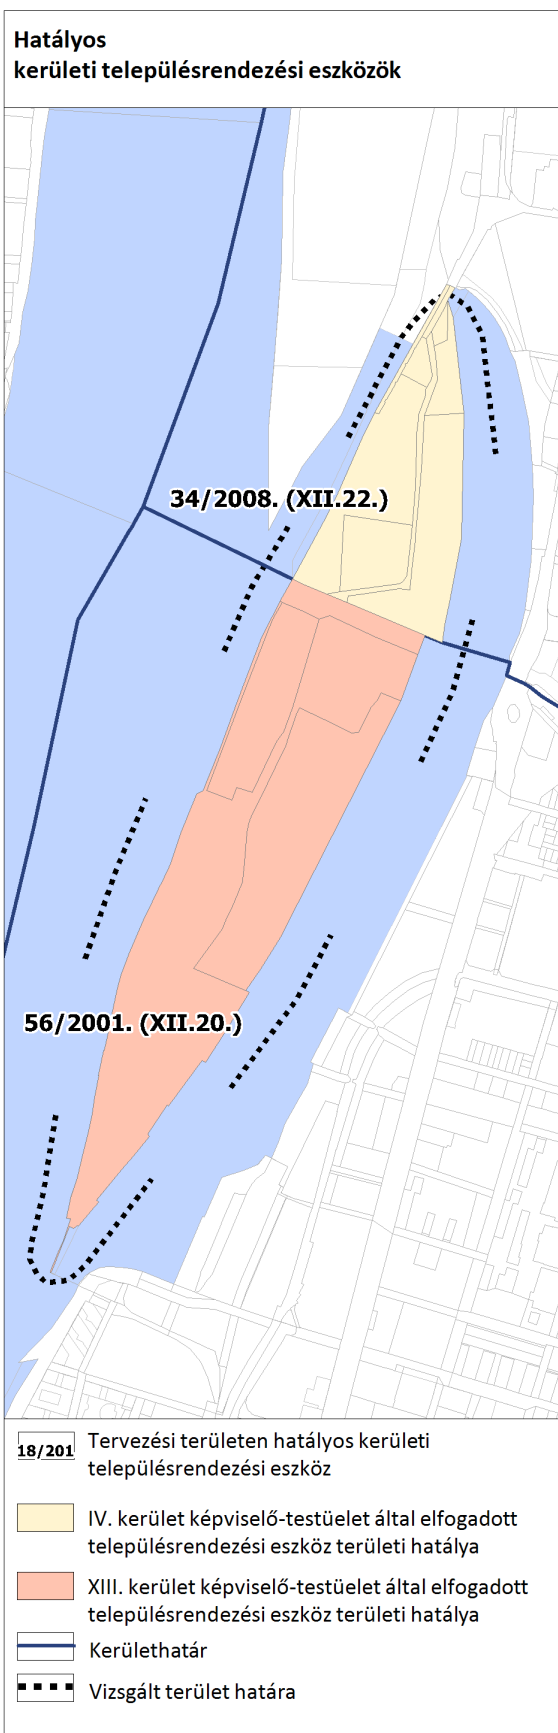 Hatályos
kerületi településrendezési eszközök
34/2008. (XII.22.)
56/2001. (XII.20.)
18/201
Tervezési területen hatályos kerületi
településrendezési eszköz
IV. kerület képviselő-testüelet által elfogadott
településrendezési eszköz területi hatálya
XIII. kerület képviselő-testüelet által elfogadott
településrendezési eszköz területi hatálya
Kerülethatár
Vizsgált terület határa